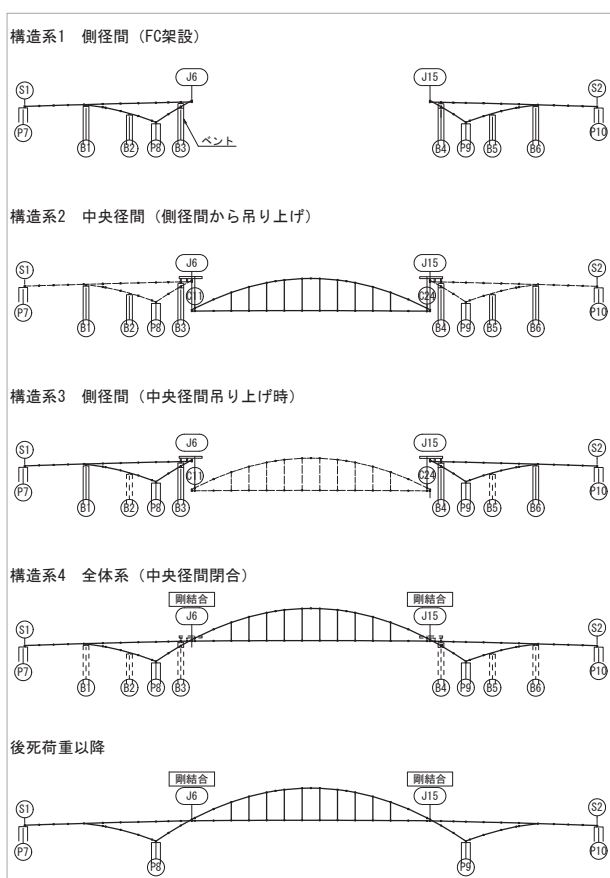 構造系1　側径間（FC架設）
J6 J15
S1 S2
ベント
P7 B1 B2 P8 B3 B4 P9 B5 B6 P10
構造系2　中央径間（側径間から吊り上げ）
J6 J15
S1 S2
C11 C24
P7 B1 B2 P8 B3 B4 P9 B5 B6 P10
構造系3　側径間（中央径間吊り上げ時）
J6 J15
S1 S2
C11 C24
P7 B1 B2 P8 B3 B4 P9 B5 B6 P10
構造系4　全体系（中央径間閉合）
剛結合 剛結合
J6 J15
S1 S2
P7 B1 B2 P8 B3 B4 P9 B5 B6 P10
後死荷重以降
剛結合 剛結合
J6 J15
S1 S2
P7 P8 P9 P10